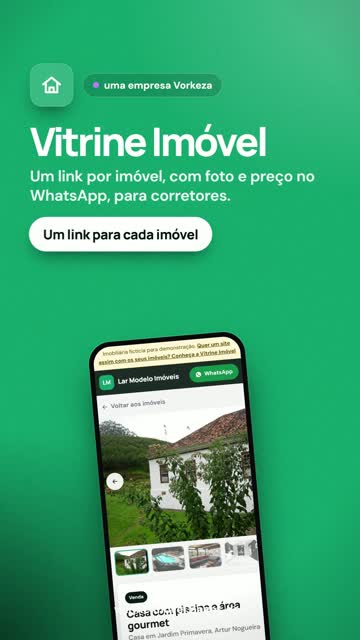 uma empresa Vorkeza
Vitrine Imóvel
Um link por imóvel, com foto e preço no
WhatsApp, para corretores.
Um link para cada imóvel
Imobiliária fictícia para demonstração. Quer um site
assim com os seus imóveis? Conheça a Vitrine Imóvel
LM
Lar Modelo Imóveis
WhatsApp
← Voltar aos imóveis
Venda
Casa com piscina e área
gourmet
Casa em Jardim Primavera, Artur Nogueira